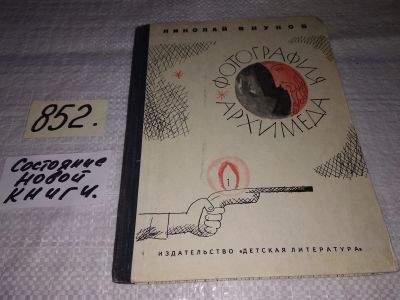 НИКОЛАЙ ВНУКОВ
ФОТОГРАФИЯ
АРХИМЕДА
852.
Состояние
новой
книги.
ИЗДАТЕЛЬСТВО «ДЕТСКАЯ ЛИТЕРАТУРА»